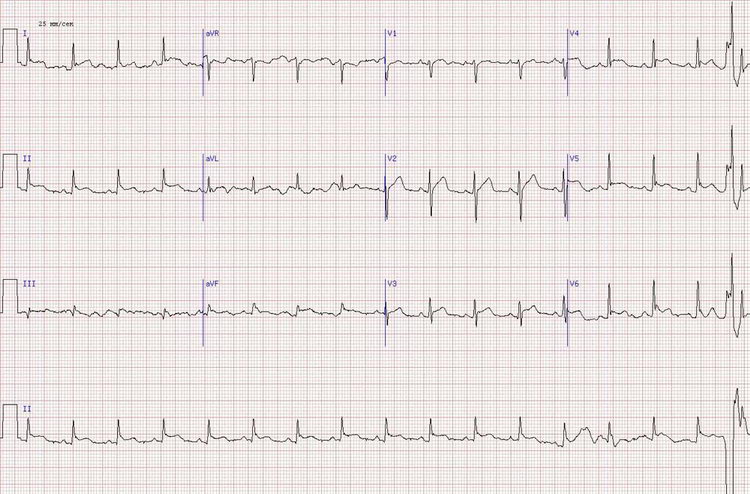 25 мм/сек
I aVR V1 V4
II aVL V2 V5
III aVF V3 V6
II